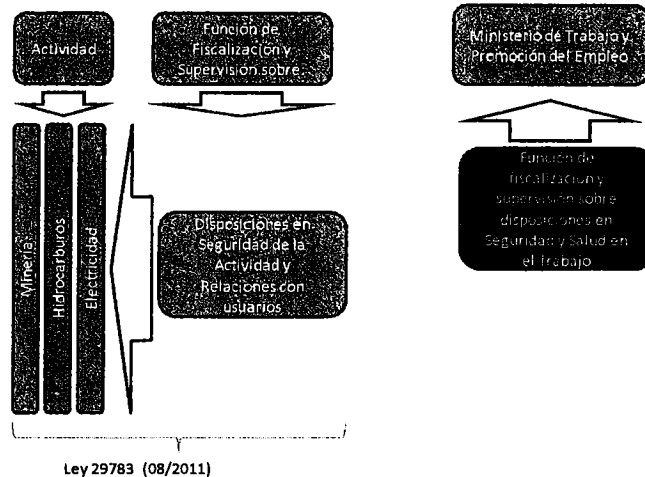 Actividad
Función de
Fiscalización y
Supervisión sobre
Ministerio de Trabajo y
Promoción del Empleo
Minería
Hidrocarburos
Electricidad
Disposiciones en
Seguridad de la
Actividad y
Relaciones con
usuarios
Función de
fiscalización y
supervisión sobre
disposiciones en
Seguridad y Salud en
el Trabajo
Ley 29783 (08/2011)